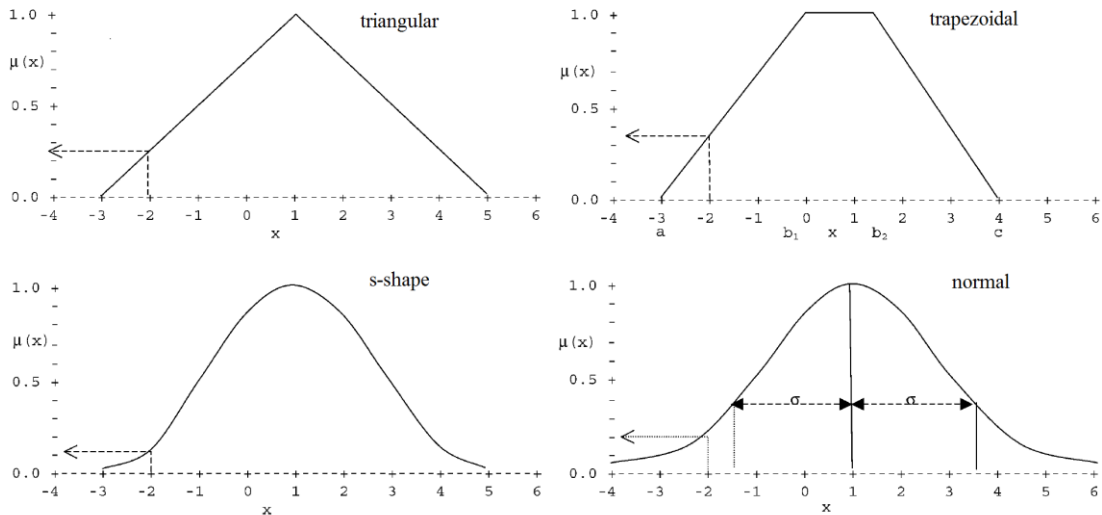 triangular
1.0
μ(x)
0.5
0.0
-4 -3 -2 -1 0 1 2 3 4 5 6
x
trapezoidal
1.0
μ(x)
0.5
0.0
-4 -3 -2 -1 0 1 2 3 4 5 6
a b₁ x b₂ c
s-shape
1.0
μ(x)
0.5
0.0
-4 -3 -2 -1 0 1 2 3 4 5 6
x
normal
1.0
μ(x)
0.5
σ σ
0.0
-4 -3 -2 -1 0 1 2 3 4 5 6
x